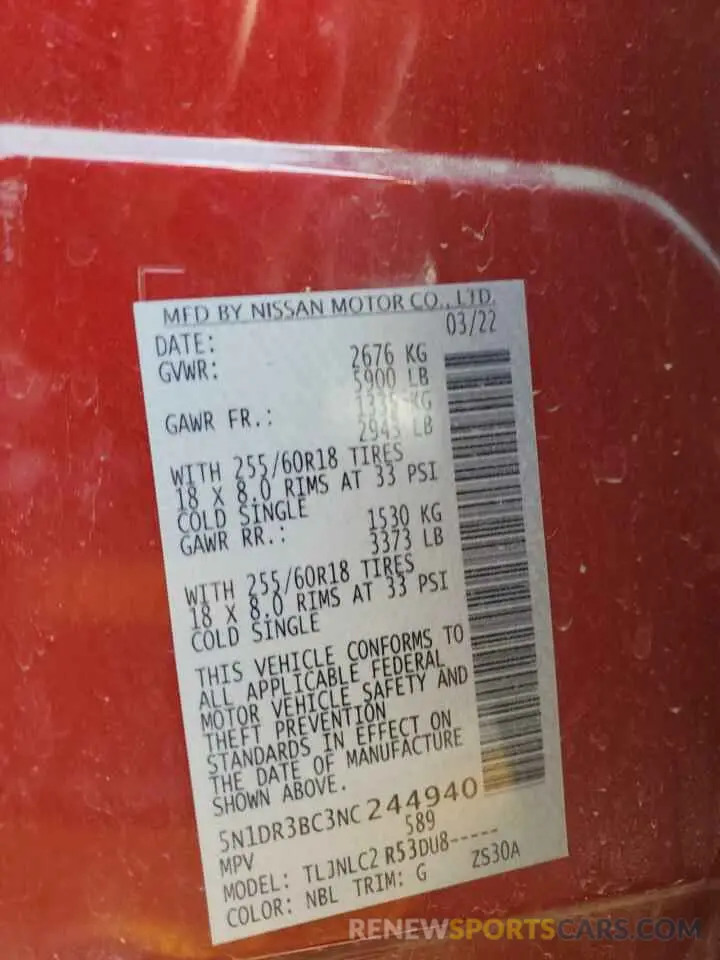 MFD BY NISSAN MOTOR CO., LTD.
DATE: 03/22
GVWR: 2676 KG
5900 LB
GAWR FR.: 1335 KG
2943 LB
WITH 255/60R18 TIRES
18 X 8.0 RIMS AT 33 PSI
COLD SINGLE
GAWR RR.: 1530 KG
3373 LB
WITH 255/60R18 TIRES
18 X 8.0 RIMS AT 33 PSI
COLD SINGLE
THIS VEHICLE CONFORMS TO
ALL APPLICABLE FEDERAL
MOTOR VEHICLE SAFETY AND
THEFT PREVENTION
STANDARDS IN EFFECT ON
THE DATE OF MANUFACTURE
SHOWN ABOVE.
5N1DR3BC3NC244940
MPV 589
MODEL: TLJNLC2 R53DU8-----
COLOR: NBL TRIM: G ZS30A
RENEWSPORTSCARS.COM